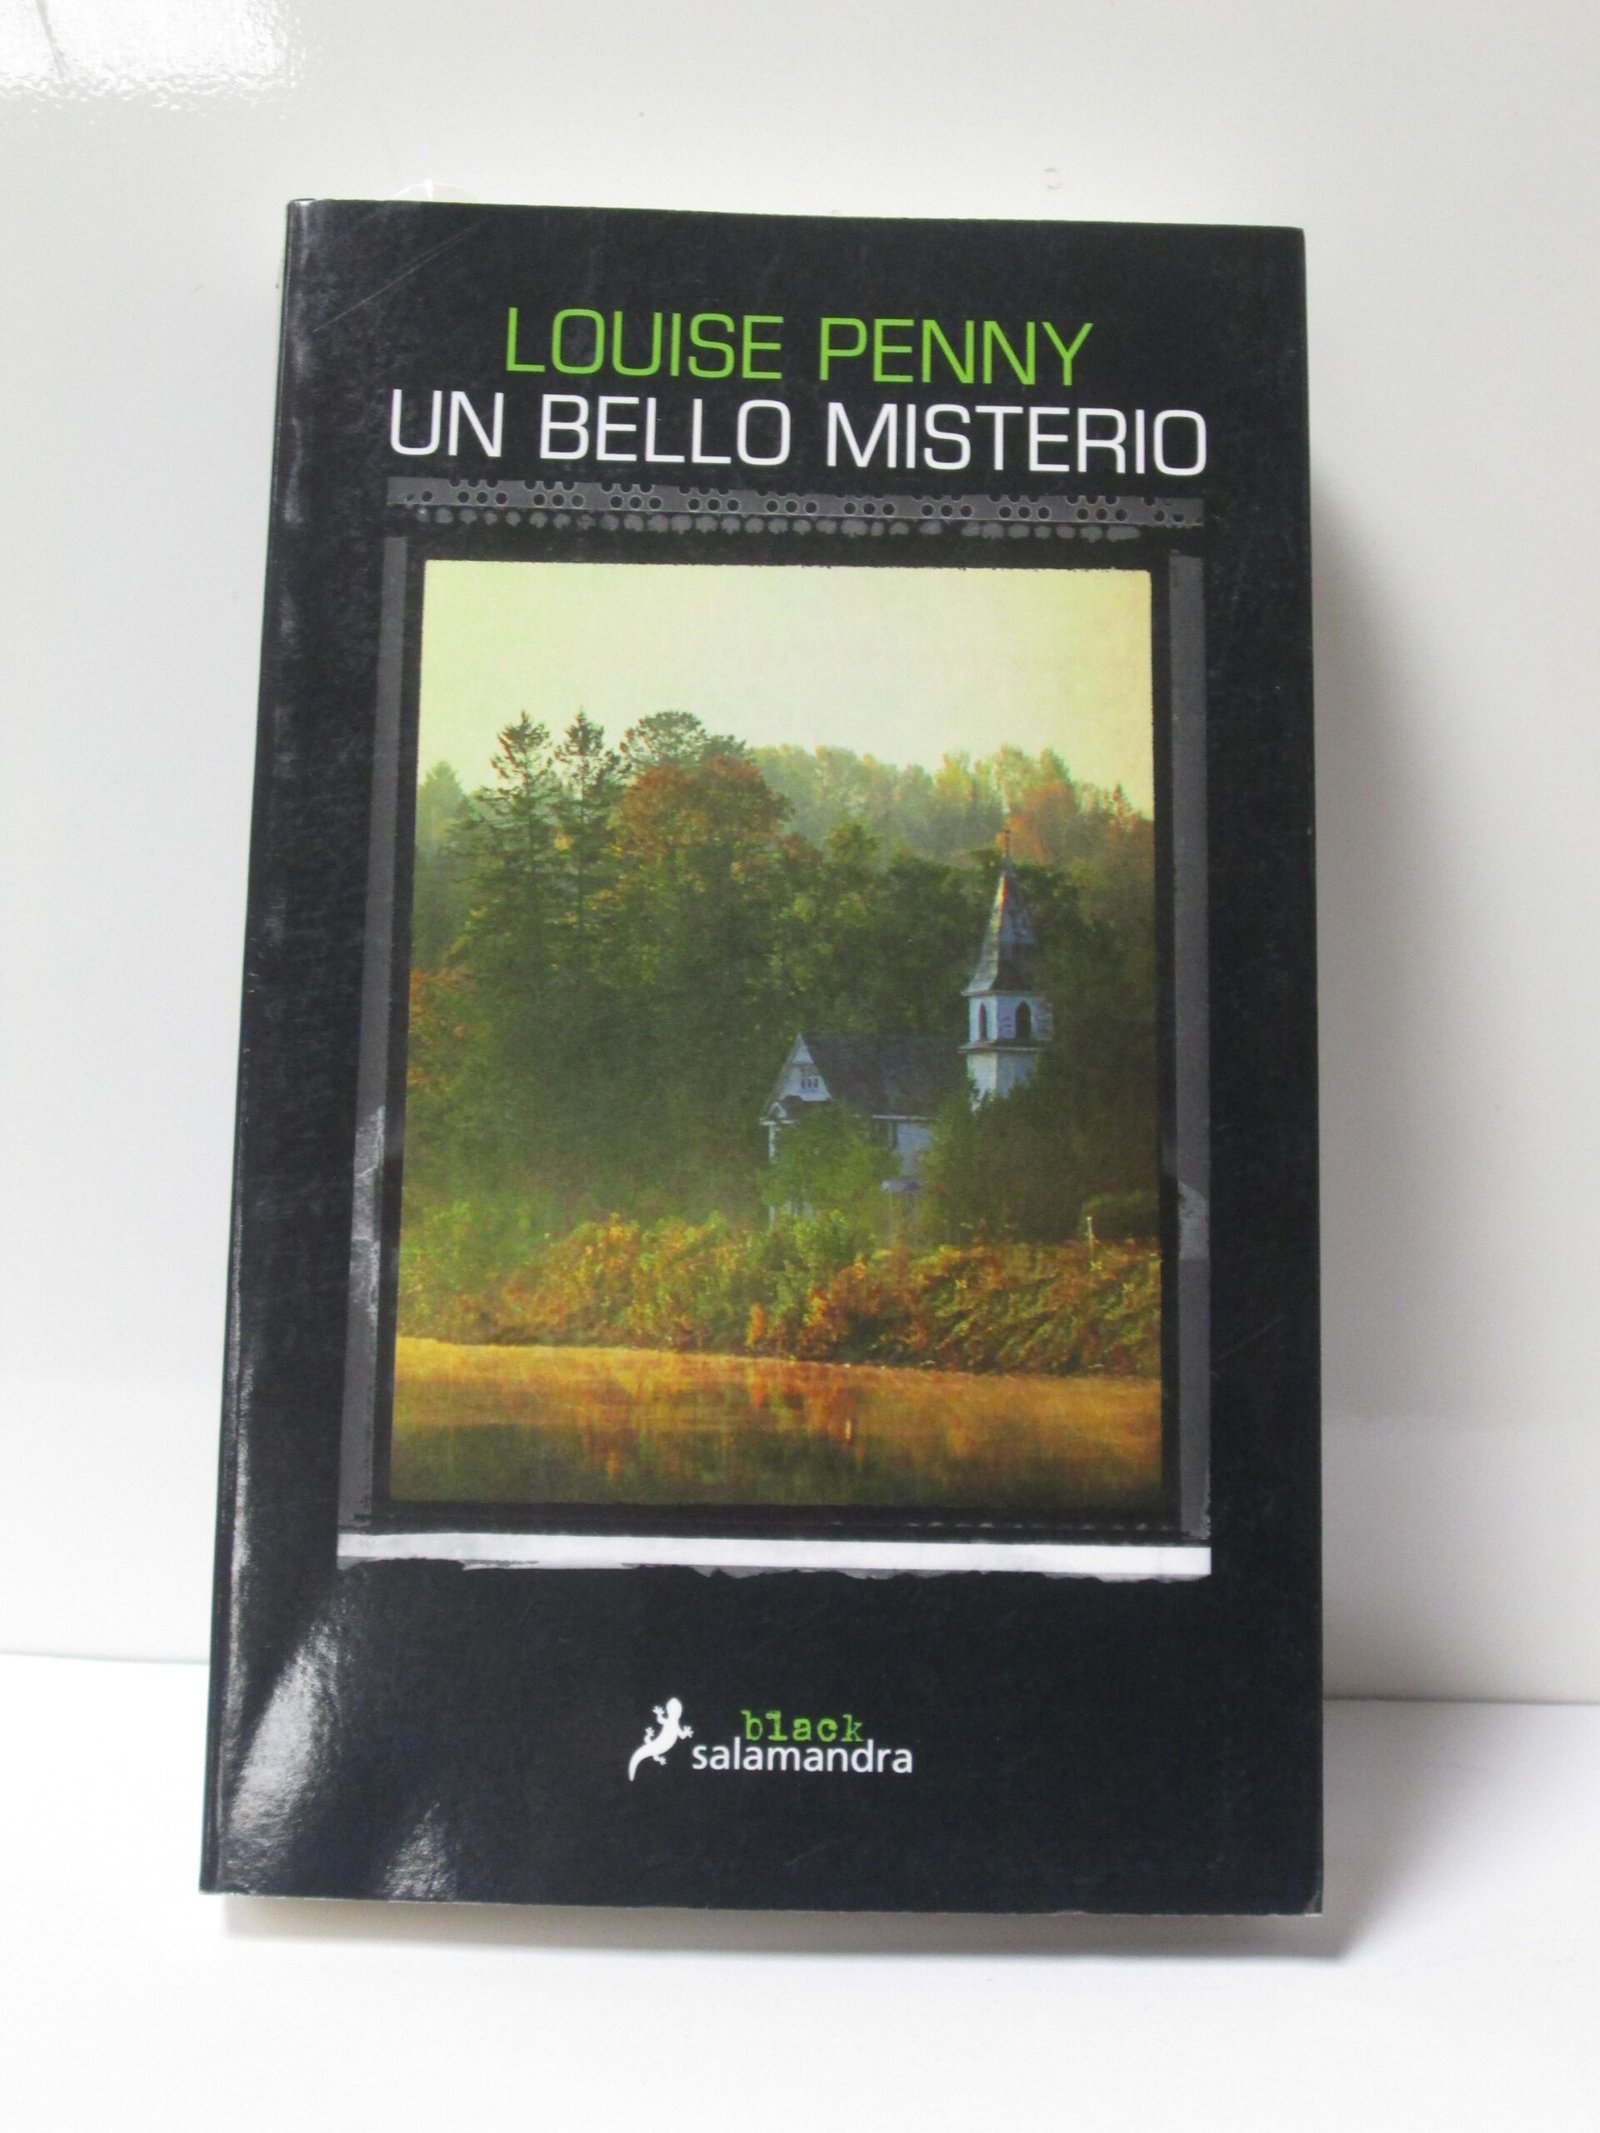 LOUISE PENNY
UN BELLO MISTERIO
black
salamandra